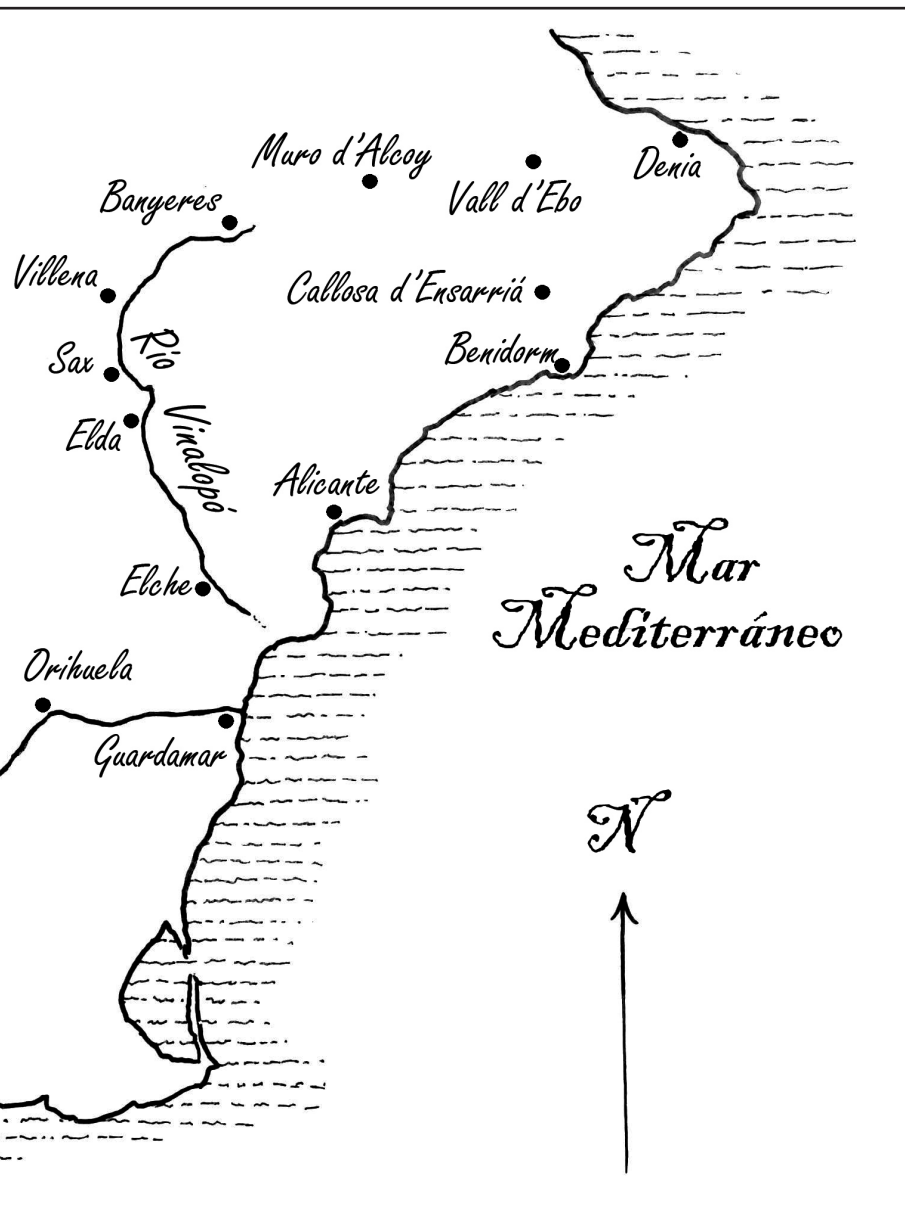 Muro d'Alcoy
Denia
Vall d'Ebo
Banyeres
Villena
Callosa d'Ensarriá
Río
Vinalopó
Sax
Benidorm
Elda
Alicante
Mar
Mediterráneo
Elche
Orihuela
Guardamar
N